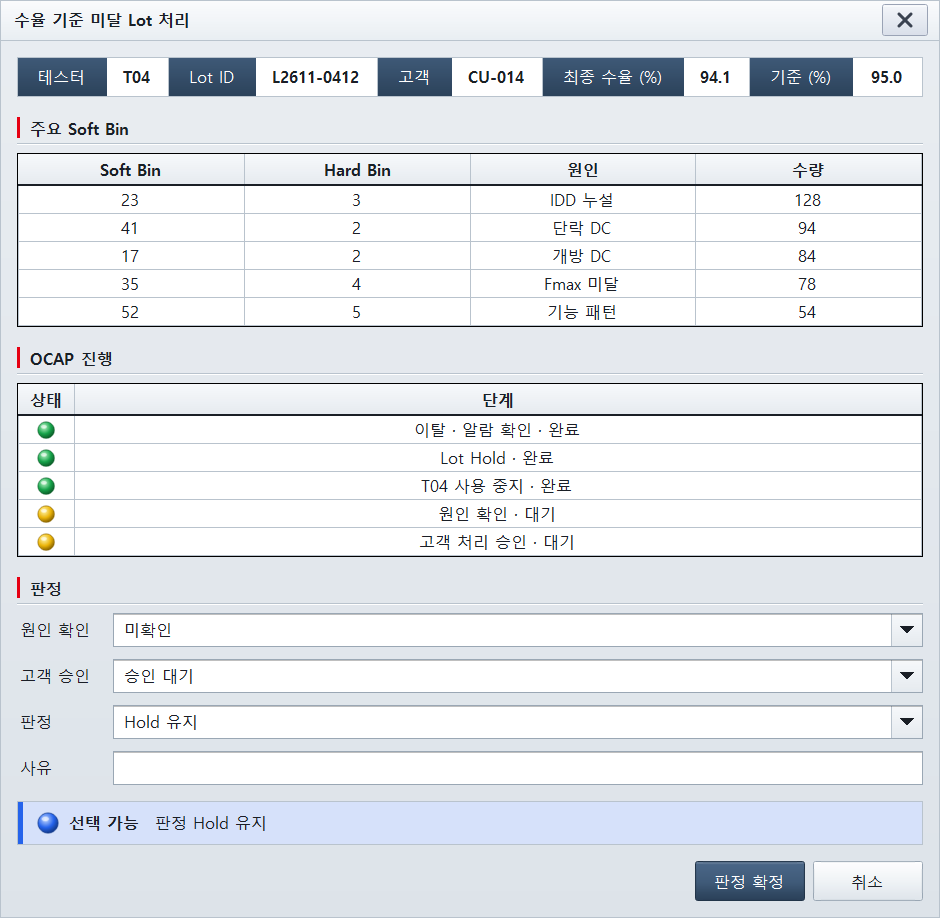 수율 기준 미달 Lot 처리
테스터 T04 Lot ID L2611-0412 고객 CU-014 최종 수율 (%) 94.1 기준 (%) 95.0
주요 Soft Bin
Soft Bin Hard Bin 원인 수량
23 3 IDD 누설 128
41 2 단락 DC 94
17 2 개방 DC 84
35 4 Fmax 미달 78
52 5 기능 패턴 54
OCAP 진행
상태 단계
이탈 · 알람 확인 · 완료
Lot Hold · 완료
T04 사용 중지 · 완료
원인 확인 · 대기
고객 처리 승인 · 대기
판정
원인 확인 미확인
고객 승인 승인 대기
판정 Hold 유지
사유
선택 가능 판정 Hold 유지
판정 확정 취소